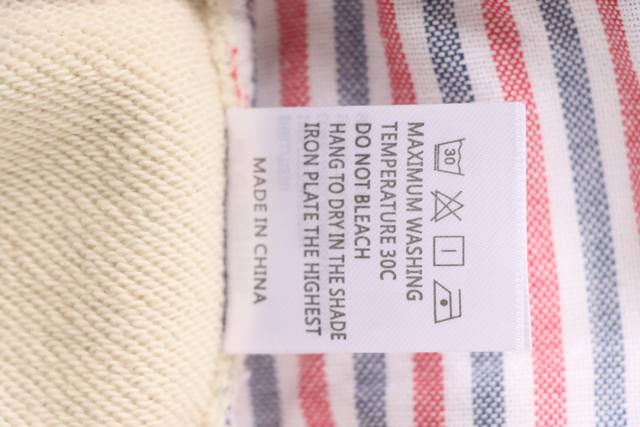 30
MAXIMUM WASHING
TEMPERATURE 30C
DO NOT BLEACH
HANG TO DRY IN THE SHADE
IRON PLATE THE HIGHEST
MADE IN CHINA